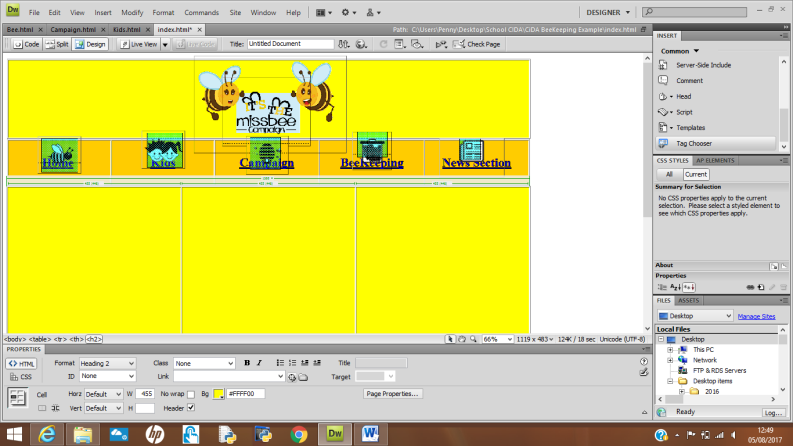 Dw File Edit View Insert Modify Format Commands Site Window Help DESIGNER
Bee.html Campaign.html Kids.html index.html* Path: C:\Users\Penny\Desktop\School CiDA\CiDA BeeKeeping Example\index.html
Code Split Design Live View Live Code Title: Untitled Document Check Page
INSERT
Common
Server-Side Include
Comment
Head
Script
Templates
Tag Chooser
IT'S THE
missbee
Campaign
Home Kids Campaign BeeKeeping News Section
CSS STYLES AP ELEMENTS
All Current
Summary for Selection
No CSS properties apply to the current
selection. Please select a styled element to
see which CSS properties apply.
About
Properties
FILES ASSETS
Desktop Manage Sites
Local Files
Desktop
This PC
Network
FTP & RDS Servers
Desktop items
2016
Ready Log...
<body> <table> <tr> <th> <h2> 66% 1119 x 483 124K / 18 sec Unicode (UTF-8)
PROPERTIES
<> HTML Format Heading 2 Class None B I Title
CSS ID None Link Target
Cell Horz Default W 455 No wrap Bg #FFFF00 Page Properties...
Vert Default H Header
12:49
05/08/2017